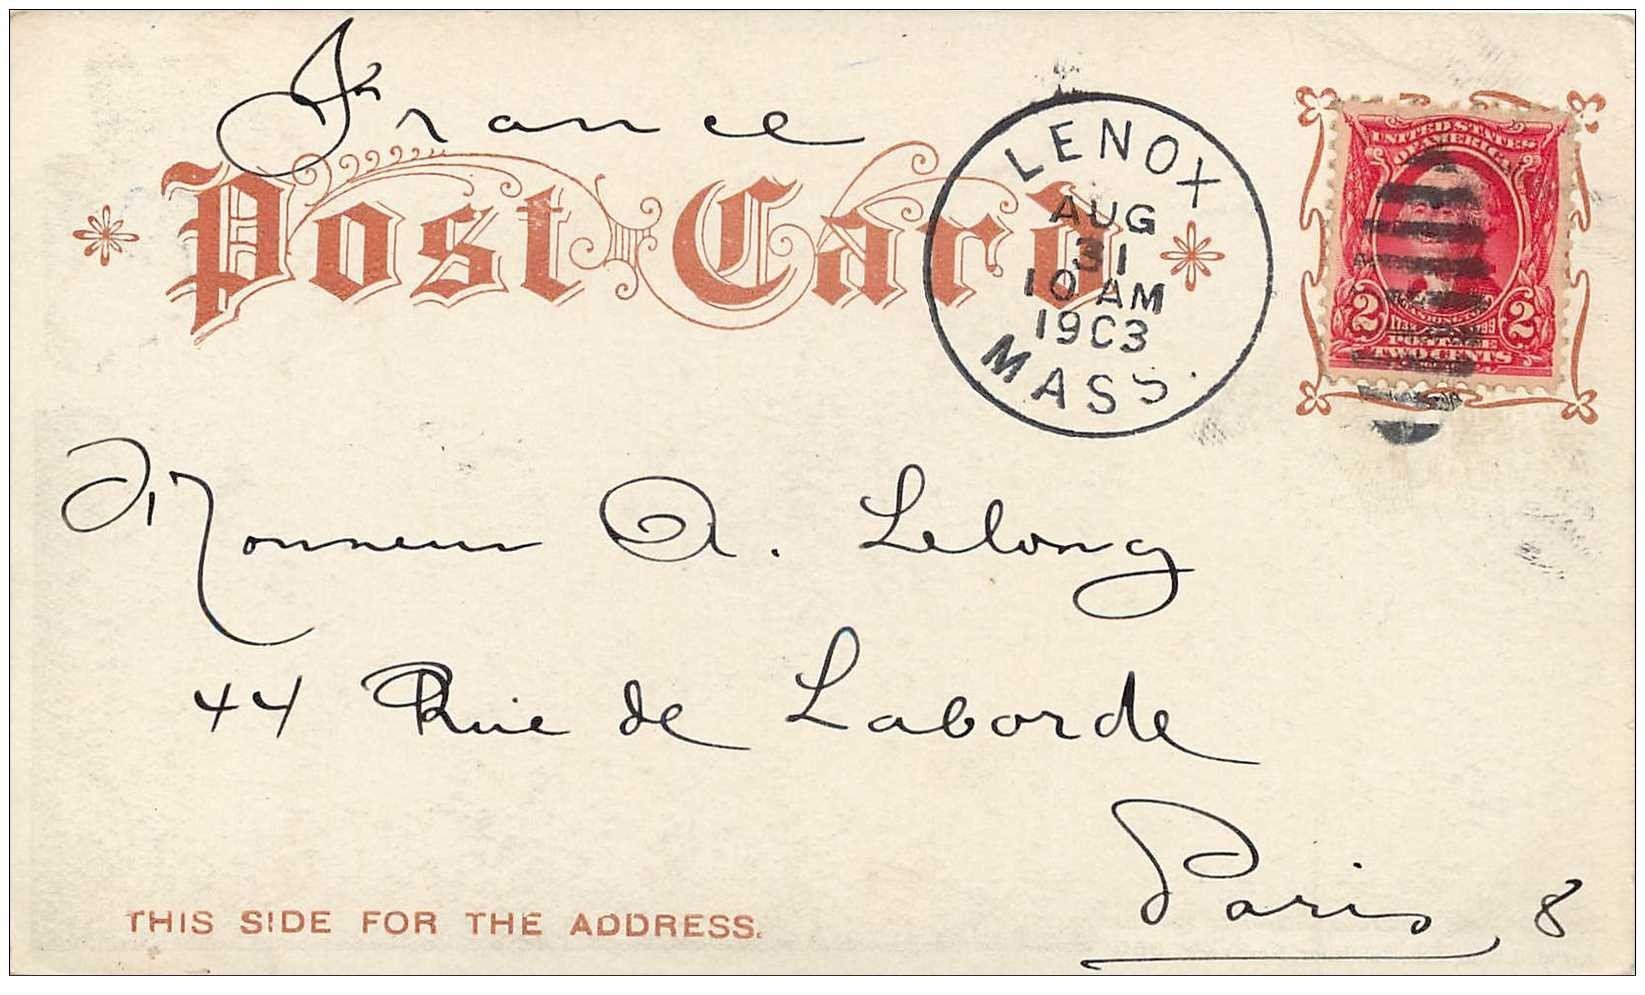 France
Post Card
LENOX
AUG
31
10 AM
1903
MASS.
UNITED STATES
OF AMERICA
2 2
POSTAGE
TWO CENTS
Monsieur A. Lelong
44 Rue de Laborde
Paris 8
THIS SIDE FOR THE ADDRESS.